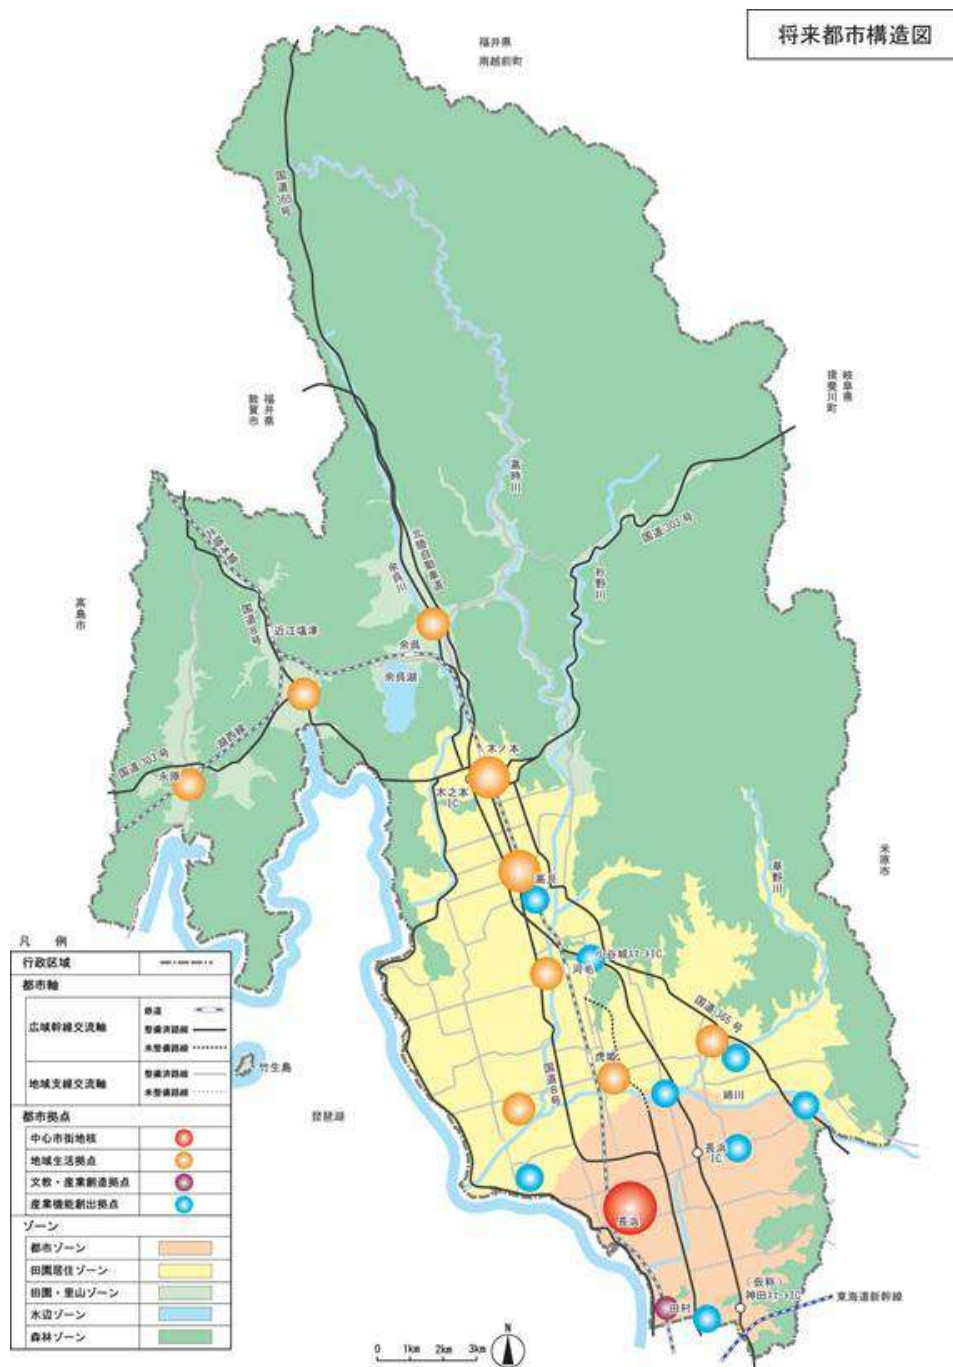 将来都市構造図
福井県
南越前町
国道365号
福井県
敦賀市
岐阜県
揖斐川町
高時川
国道303号
杉野川
北陸自動車道
余呉川
北陸本線
国道8号
近江塩津
高島市
余呉
余呉湖
湖西線
国道303号
永原
木ノ本
木之本
IC
高月
米原市
草野川
小谷城ｽﾏｰﾄIC
河毛
国道365号
虎姫
国道8号
姉川
竹生島
琵琶湖
長浜
IC
長浜
(仮称)
神田ｽﾏｰﾄIC
田村
東海道新幹線
凡 例
行政区域
都市軸
広域幹線交流軸
鉄道
整備済路線
未整備路線
地域支線交流軸
整備済路線
未整備路線
都市拠点
中心市街地核
地域生活拠点
文教・産業創造拠点
産業機能創出拠点
ゾーン
都市ゾーン
田園居住ゾーン
田園・里山ゾーン
水辺ゾーン
森林ゾーン
0 1km 2km 3km
N